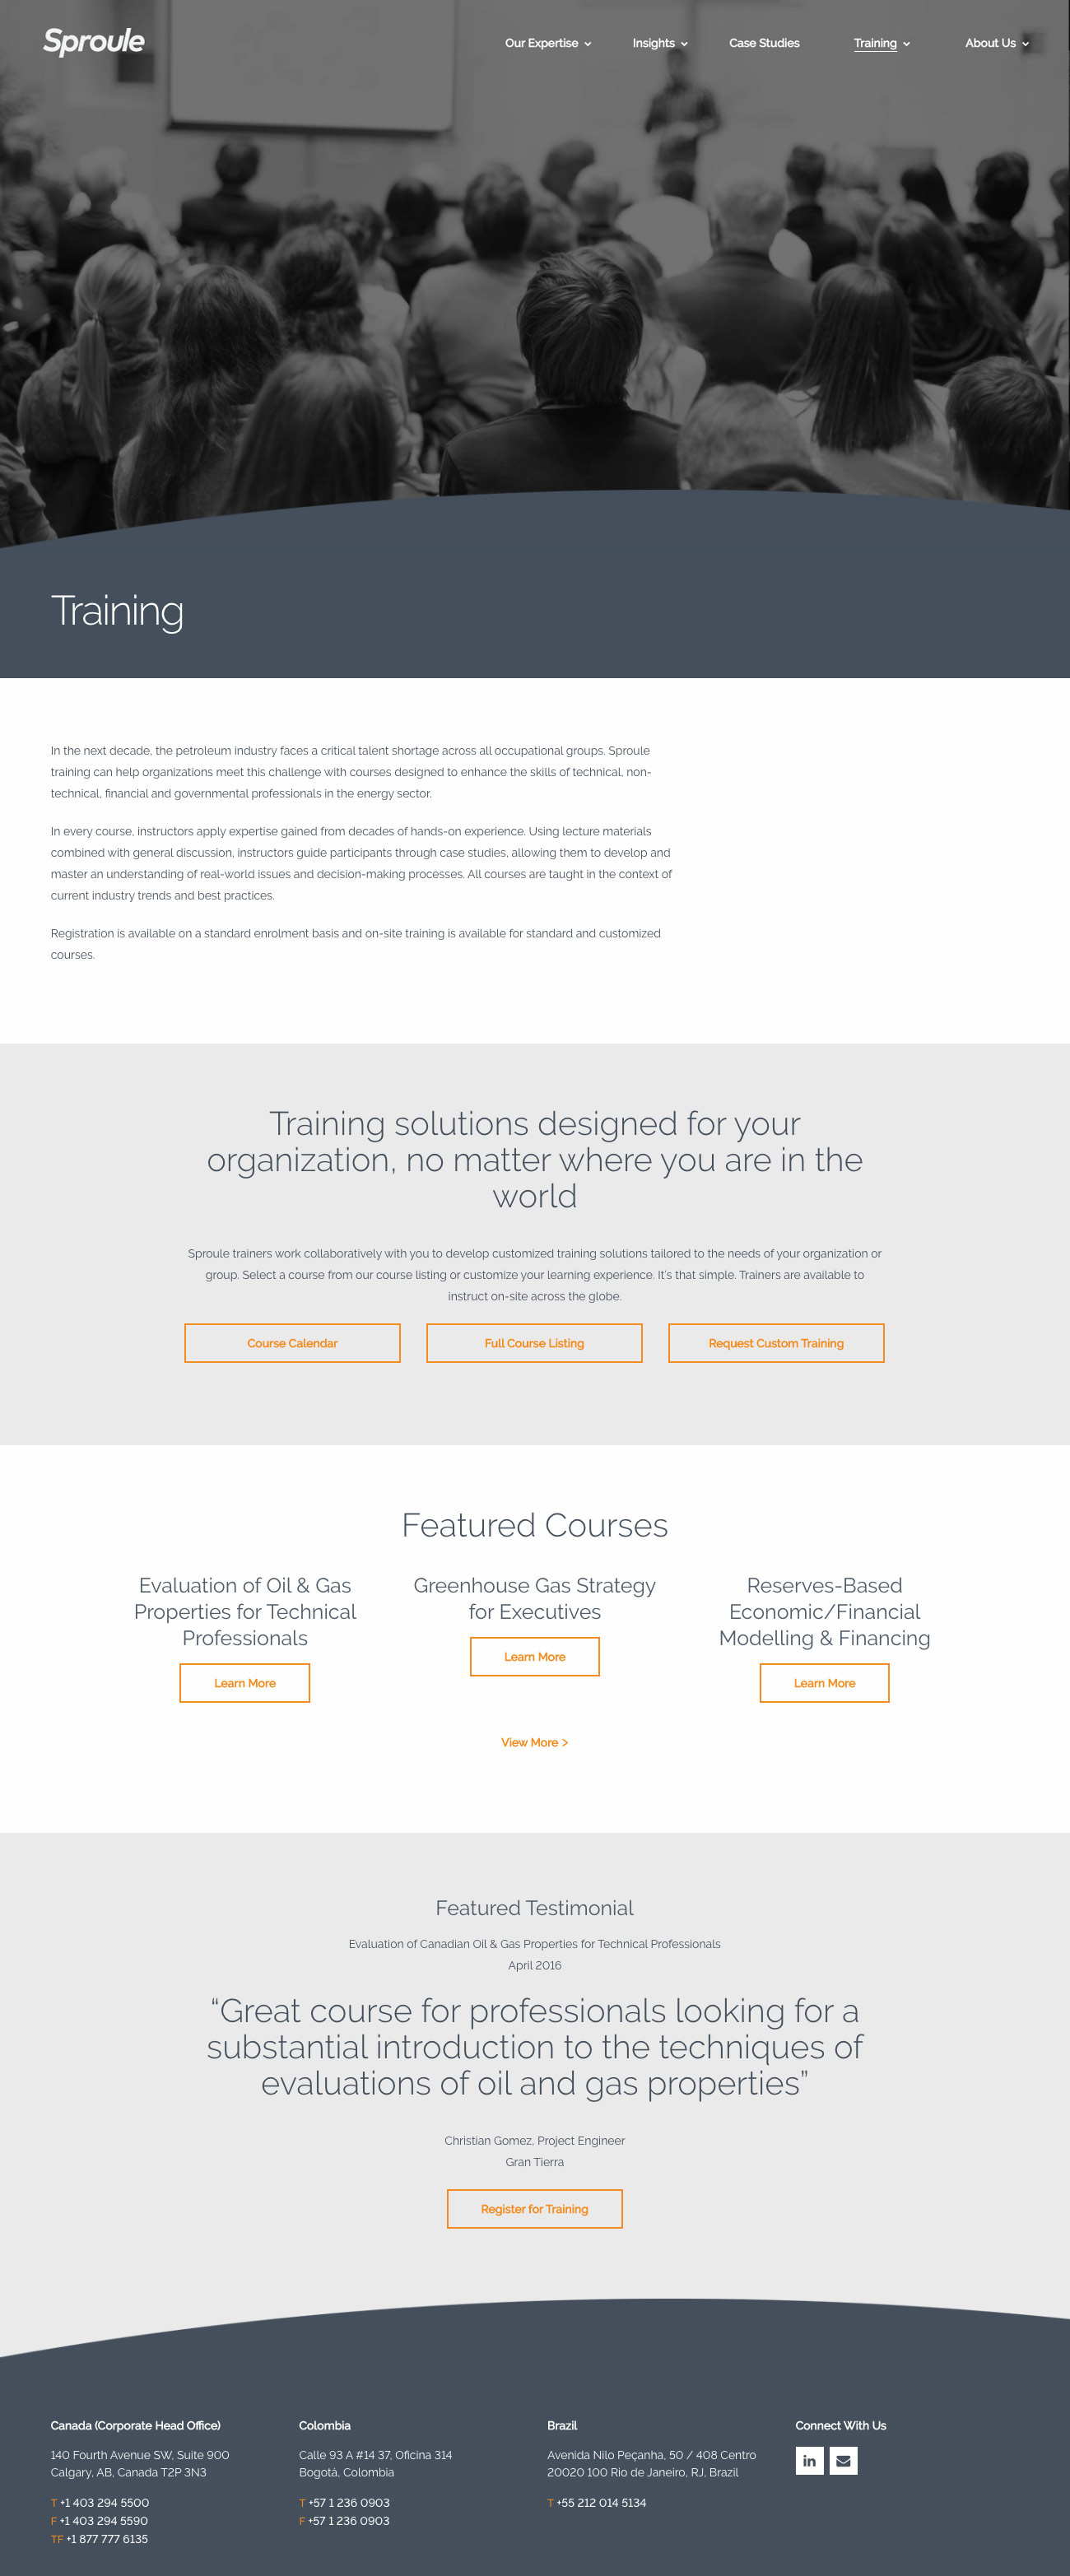 Sproule
Our Expertise
Insights
Case Studies
Training
About Us
Training
In the next decade, the petroleum industry faces a critical talent shortage across all occupational groups. Sproule
training can help organizations meet this challenge with courses designed to enhance the skills of technical, non-
technical, financial and governmental professionals in the energy sector.
In every course, instructors apply expertise gained from decades of hands-on experience. Using lecture materials
combined with general discussion, instructors guide participants through case studies, allowing them to develop and
master an understanding of real-world issues and decision-making processes. All courses are taught in the context of
current industry trends and best practices.
Registration is available on a standard enrolment basis and on-site training is available for standard and customized
courses.
Training solutions designed for your
organization, no matter where you are in the
world
Sproule trainers work collaboratively with you to develop customized training solutions tailored to the needs of your organization or
group. Select a course from our course listing or customize your learning experience. It's that simple. Trainers are available to
instruct on-site across the globe.
Course Calendar
Full Course Listing
Request Custom Training
Featured Courses
Evaluation of Oil & Gas
Properties for Technical
Professionals
Learn More
Greenhouse Gas Strategy
for Executives
Learn More
Reserves-Based
Economic/Financial
Modelling & Financing
Learn More
View More >
Featured Testimonial
Evaluation of Canadian Oil & Gas Properties for Technical Professionals
April 2016
“Great course for professionals looking for a
substantial introduction to the techniques of
evaluations of oil and gas properties”
Christian Gomez, Project Engineer
Gran Tierra
Register for Training
Canada (Corporate Head Office)
140 Fourth Avenue SW, Suite 900
Calgary, AB, Canada T2P 3N3
T +1 403 294 5500
F +1 403 294 5590
TF +1 877 777 6135
Colombia
Calle 93 A #14 37, Oficina 314
Bogotá, Colombia
T +57 1 236 0903
F +57 1 236 0903
Brazil
Avenida Nilo Peçanha, 50 / 408 Centro
20020 100 Rio de Janeiro, RJ, Brazil
T +55 212 014 5134
Connect With Us
in